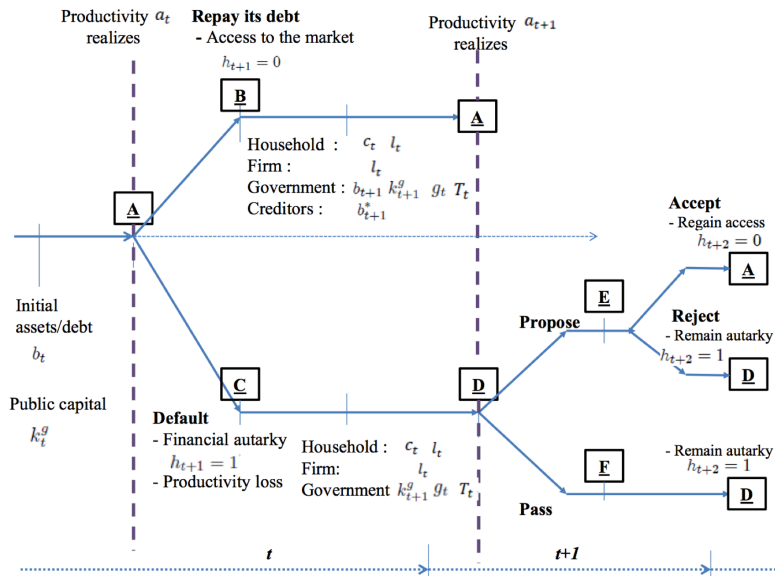 Productivity a_t
realizes
Repay its debt
- Access to the market
h_{t+1} = 0
Productivity a_{t+1}
realizes
B
A
Household : c_t l_t
Firm : l_t
Government : b_{t+1} k^g_{t+1} g_t T_t
Creditors : b^*_{t+1}
A
Initial
assets/debt
b_t
Public capital
k^g_t
C
Default
- Financial autarky
h_{t+1} = 1
- Productivity loss
Household : c_t l_t
Firm: l_t
Government k^g_{t+1} g_t T_t
D
Propose
E
Accept
- Regain access
h_{t+2} = 0
A
Reject
- Remain autarky
h_{t+2} = 1
D
Pass
F
- Remain autarky
h_{t+2} = 1
D
t
t+1